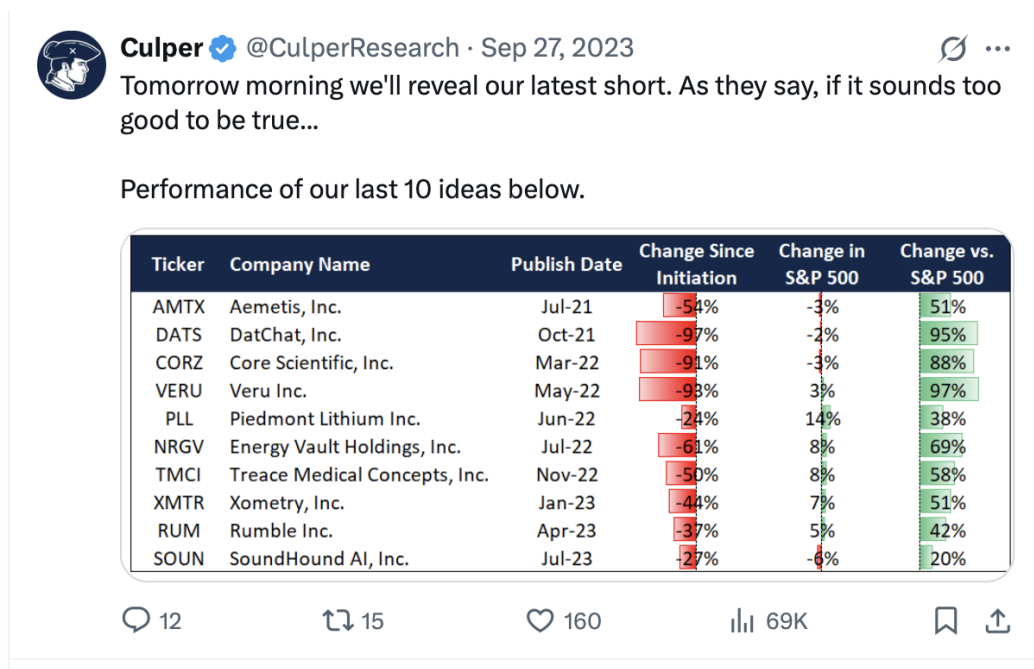 Culper @CulperResearch · Sep 27, 2023
Tomorrow morning we'll reveal our latest short. As they say, if it sounds too
good to be true...
Performance of our last 10 ideas below.
Ticker Company Name Publish Date Change Since Initiation Change in S&P 500 Change vs. S&P 500
AMTX Aemetis, Inc. Jul-21 -54% -3% 51%
DATS DatChat, Inc. Oct-21 -97% -2% 95%
CORZ Core Scientific, Inc. Mar-22 -91% -3% 88%
VERU Veru Inc. May-22 -93% 3% 97%
PLL Piedmont Lithium Inc. Jun-22 -24% 14% 38%
NRGV Energy Vault Holdings, Inc. Jul-22 -61% 8% 69%
TMCI Treace Medical Concepts, Inc. Nov-22 -50% 8% 58%
XMTR Xometry, Inc. Jan-23 -44% 7% 51%
RUM Rumble Inc. Apr-23 -37% 5% 42%
SOUN SoundHound AI, Inc. Jul-23 -27% -6% 20%
12 15 160 69K